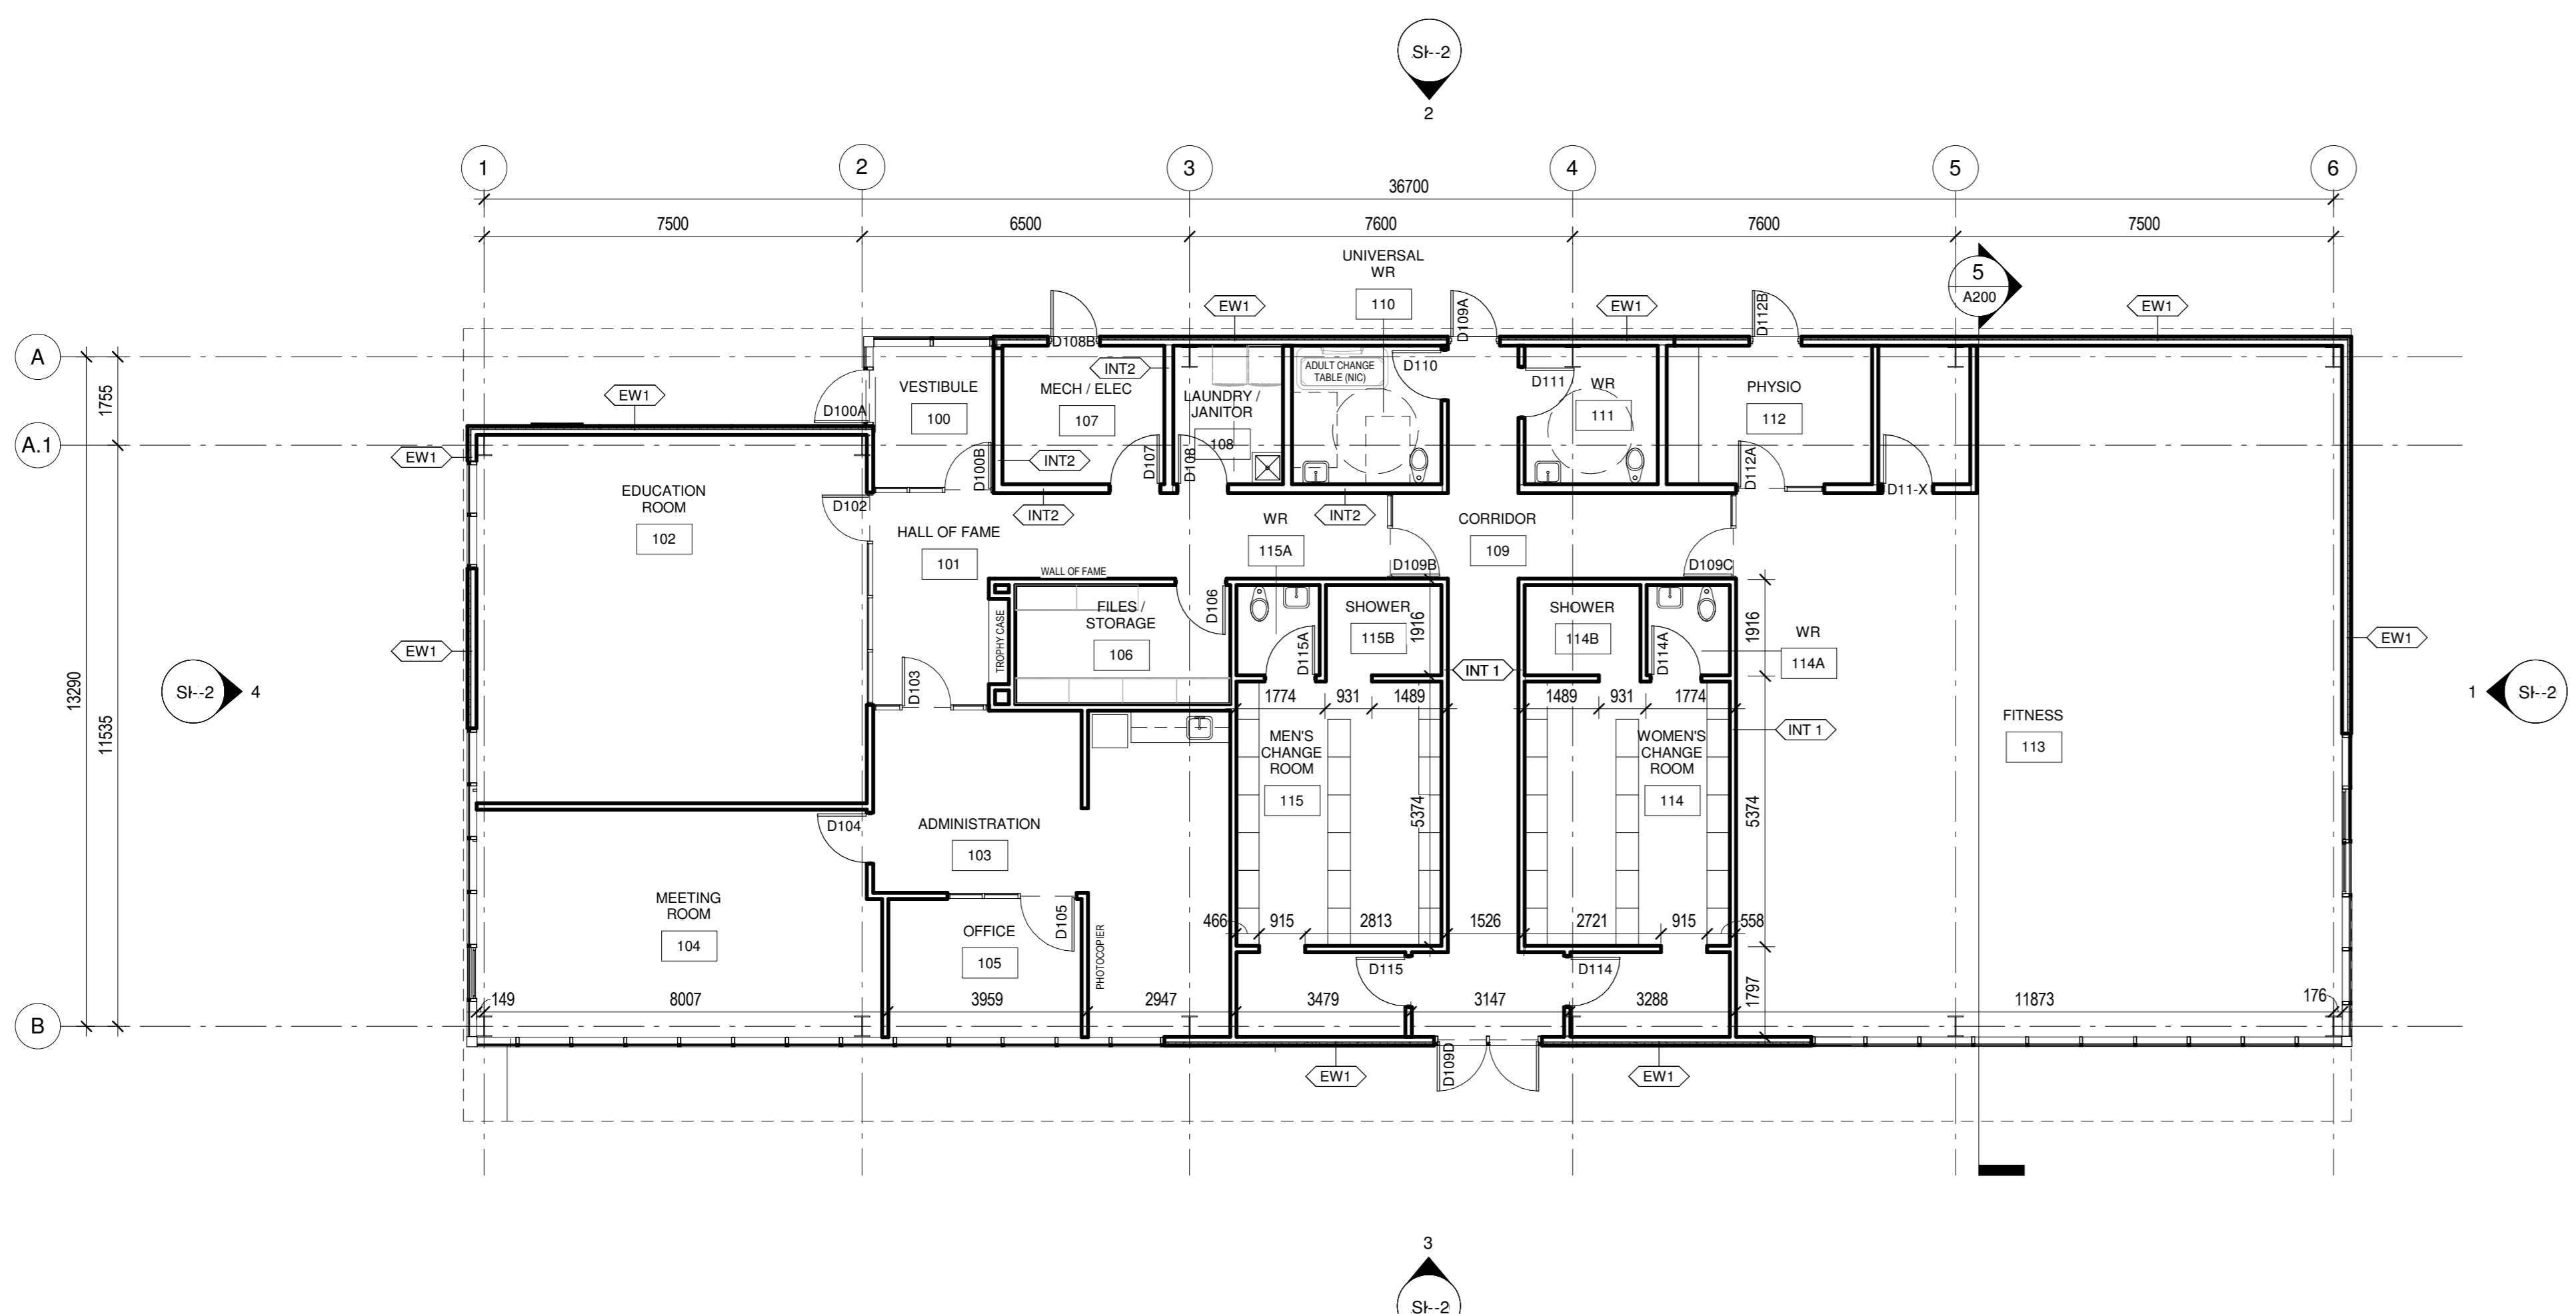 SI--2
2
1
2
3
4
5
6
36700
7500
6500
7600
7600
7500
UNIVERSAL
WR
110
5
A200
EW1
EW1
EW1
D109A
D112B
D108B
A
1755
A.1
INT2
ADULT CHANGE
TABLE (NIC)
D110
D111
WR
111
PHYSIO
112
VESTIBULE
100
MECH / ELEC
107
LAUNDRY /
JANITOR
108
EW1
D100A
EW1
D100B
INT2
D107
D108
D112A
D11-X
EDUCATION
ROOM
102
D102
INT2
INT2
WR
115A
CORRIDOR
109
HALL OF FAME
101
WALL OF FAME
D109B
D109C
FILES /
STORAGE
106
D106
TROPHY CASE
SHOWER
115B
1916
SHOWER
114B
1916
WR
114A
D115A
D114A
EW1
EW1
INT 1
SI--2
4
13290
11535
D103
1774
931
1489
1489
931
1774
1
SI--2
FITNESS
113
INT 1
MEN'S
CHANGE
ROOM
115
WOMEN'S
CHANGE
ROOM
114
5374
5374
D104
ADMINISTRATION
103
MEETING
ROOM
104
OFFICE
105
D105
PHOTOCOPIER
466
915
2813
1526
2721
915
558
D115
D114
1797
B
149
8007
3959
2947
3479
3147
3288
11873
176
EW1
D109D
EW1
3
SI--2